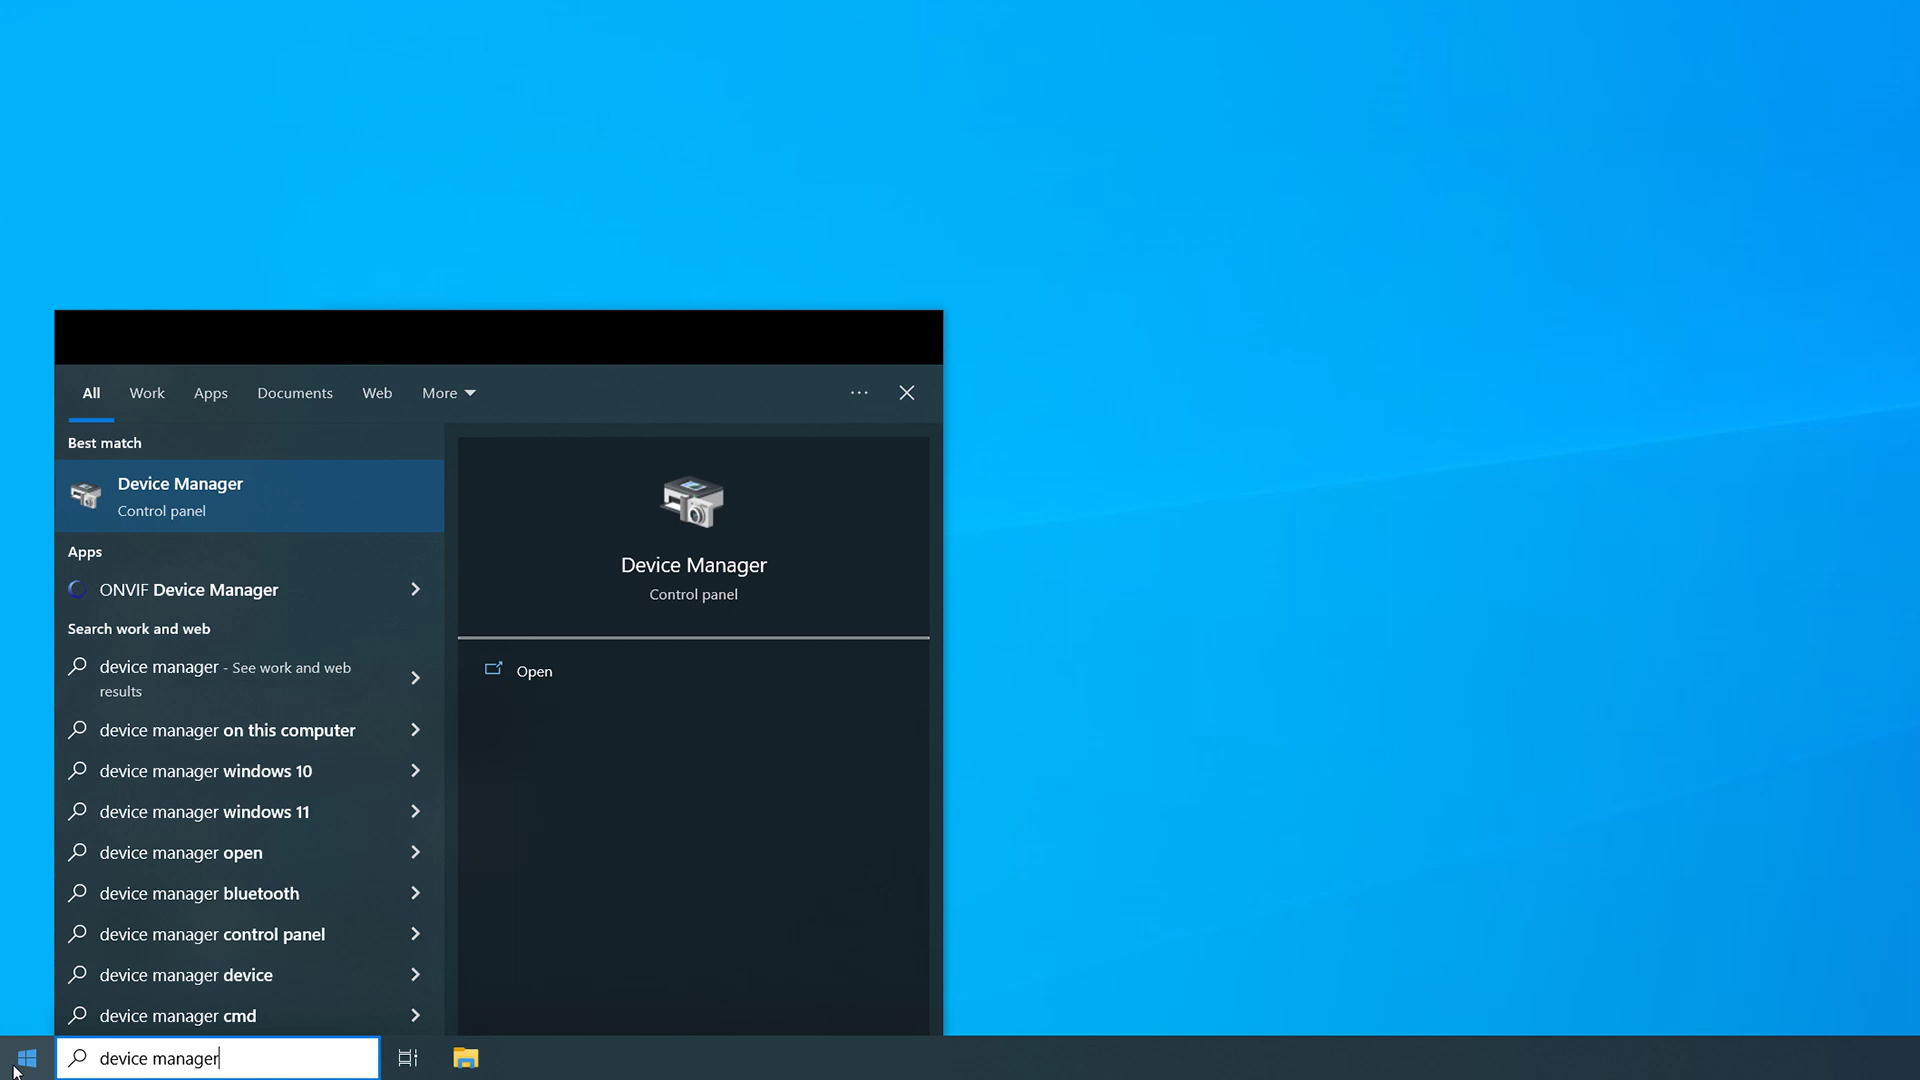 All Work Apps Documents Web More
Best match
Device Manager
Control panel
Apps
ONVIF Device Manager
Search work and web
device manager - See work and web
results
device manager on this computer
device manager windows 10
device manager windows 11
device manager open
device manager bluetooth
device manager control panel
device manager device
device manager cmd
Device Manager
Control panel
Open
device manager